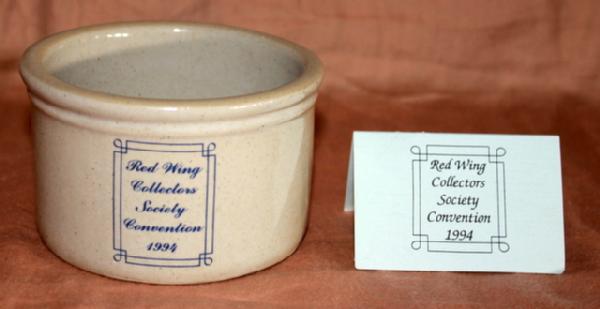 Red Wing
Collectors
Society
Convention
1994
Red Wing
Collectors
Society
Convention
1994